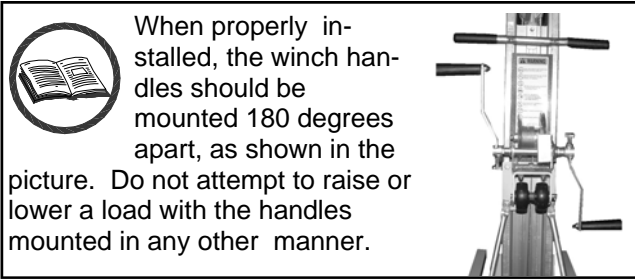 When properly in-
stalled, the winch han-
dles should be
mounted 180 degrees
apart, as shown in the
picture. Do not attempt to raise or
lower a load with the handles
mounted in any other manner.